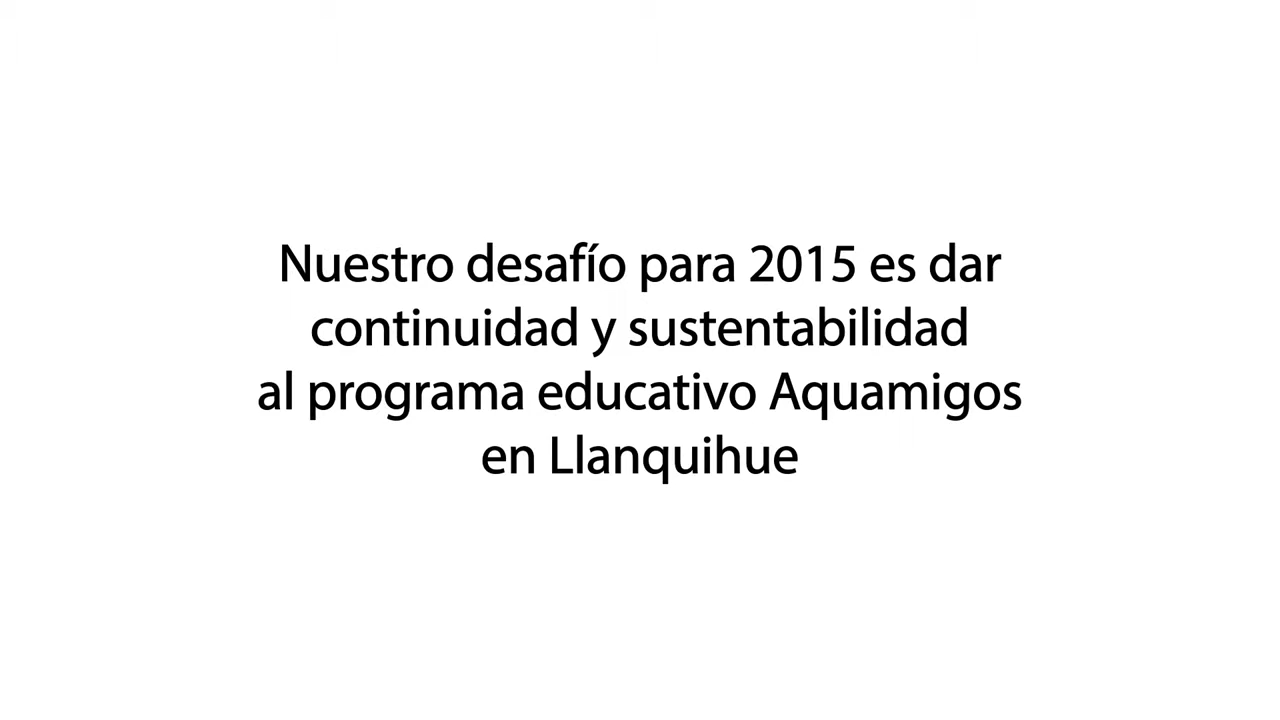 Nuestro desafío para 2015 es dar
continuidad y sustentabilidad
al programa educativo Aquamigos
en Llanquihue